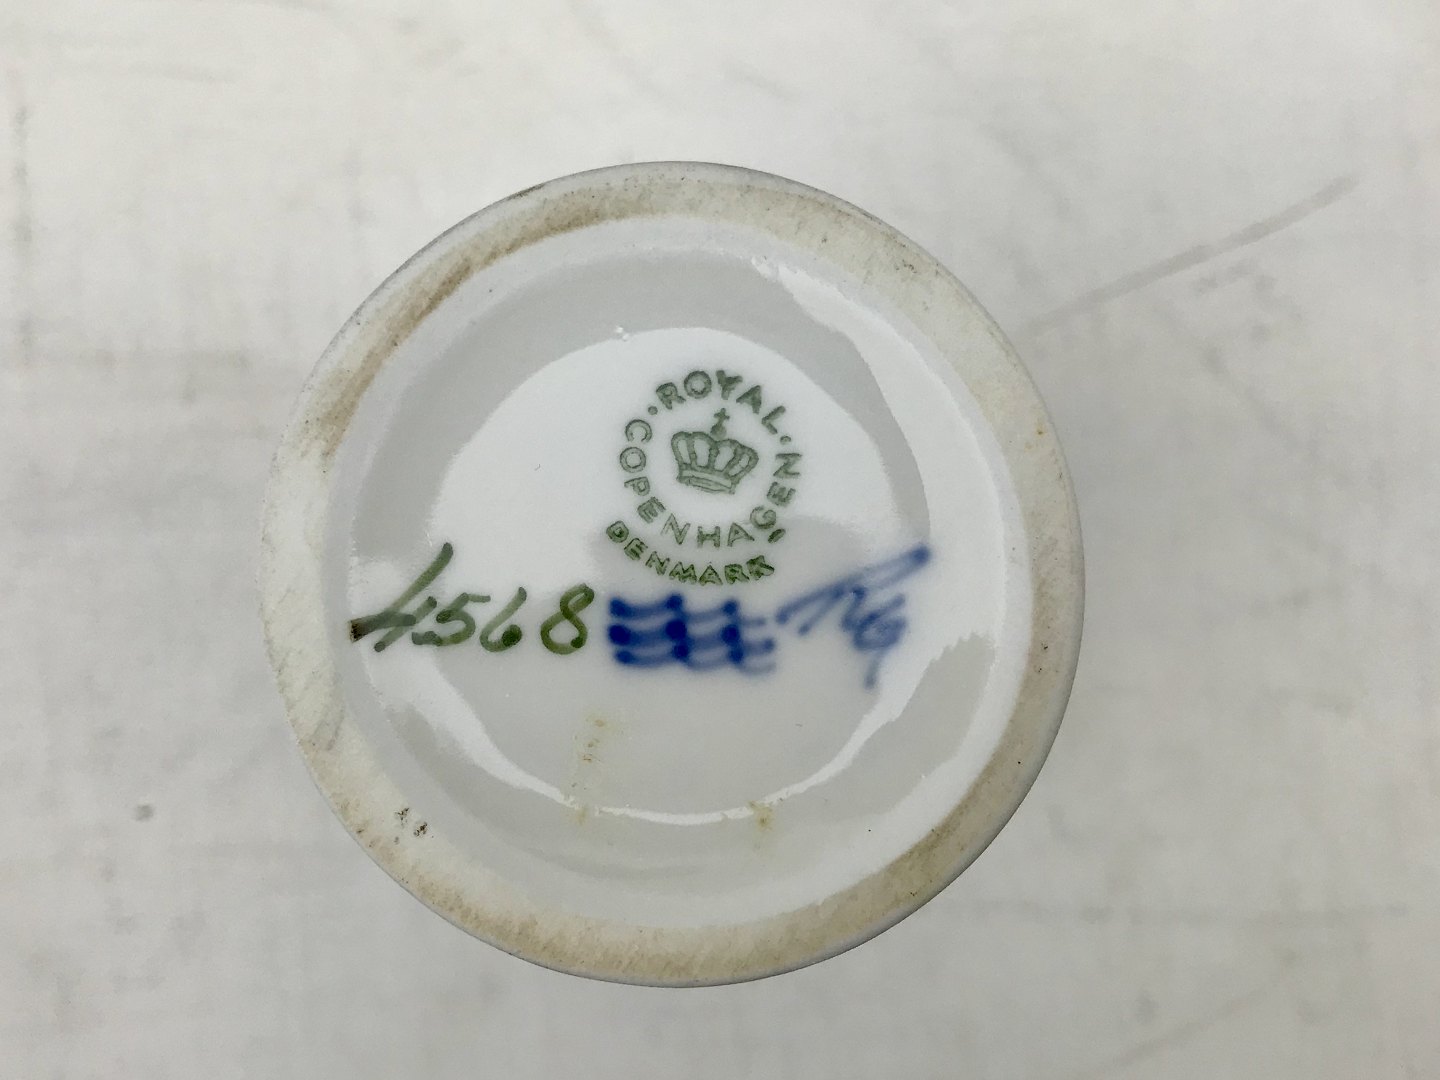 ROYAL
COPENHAGEN
DENMARK
4568